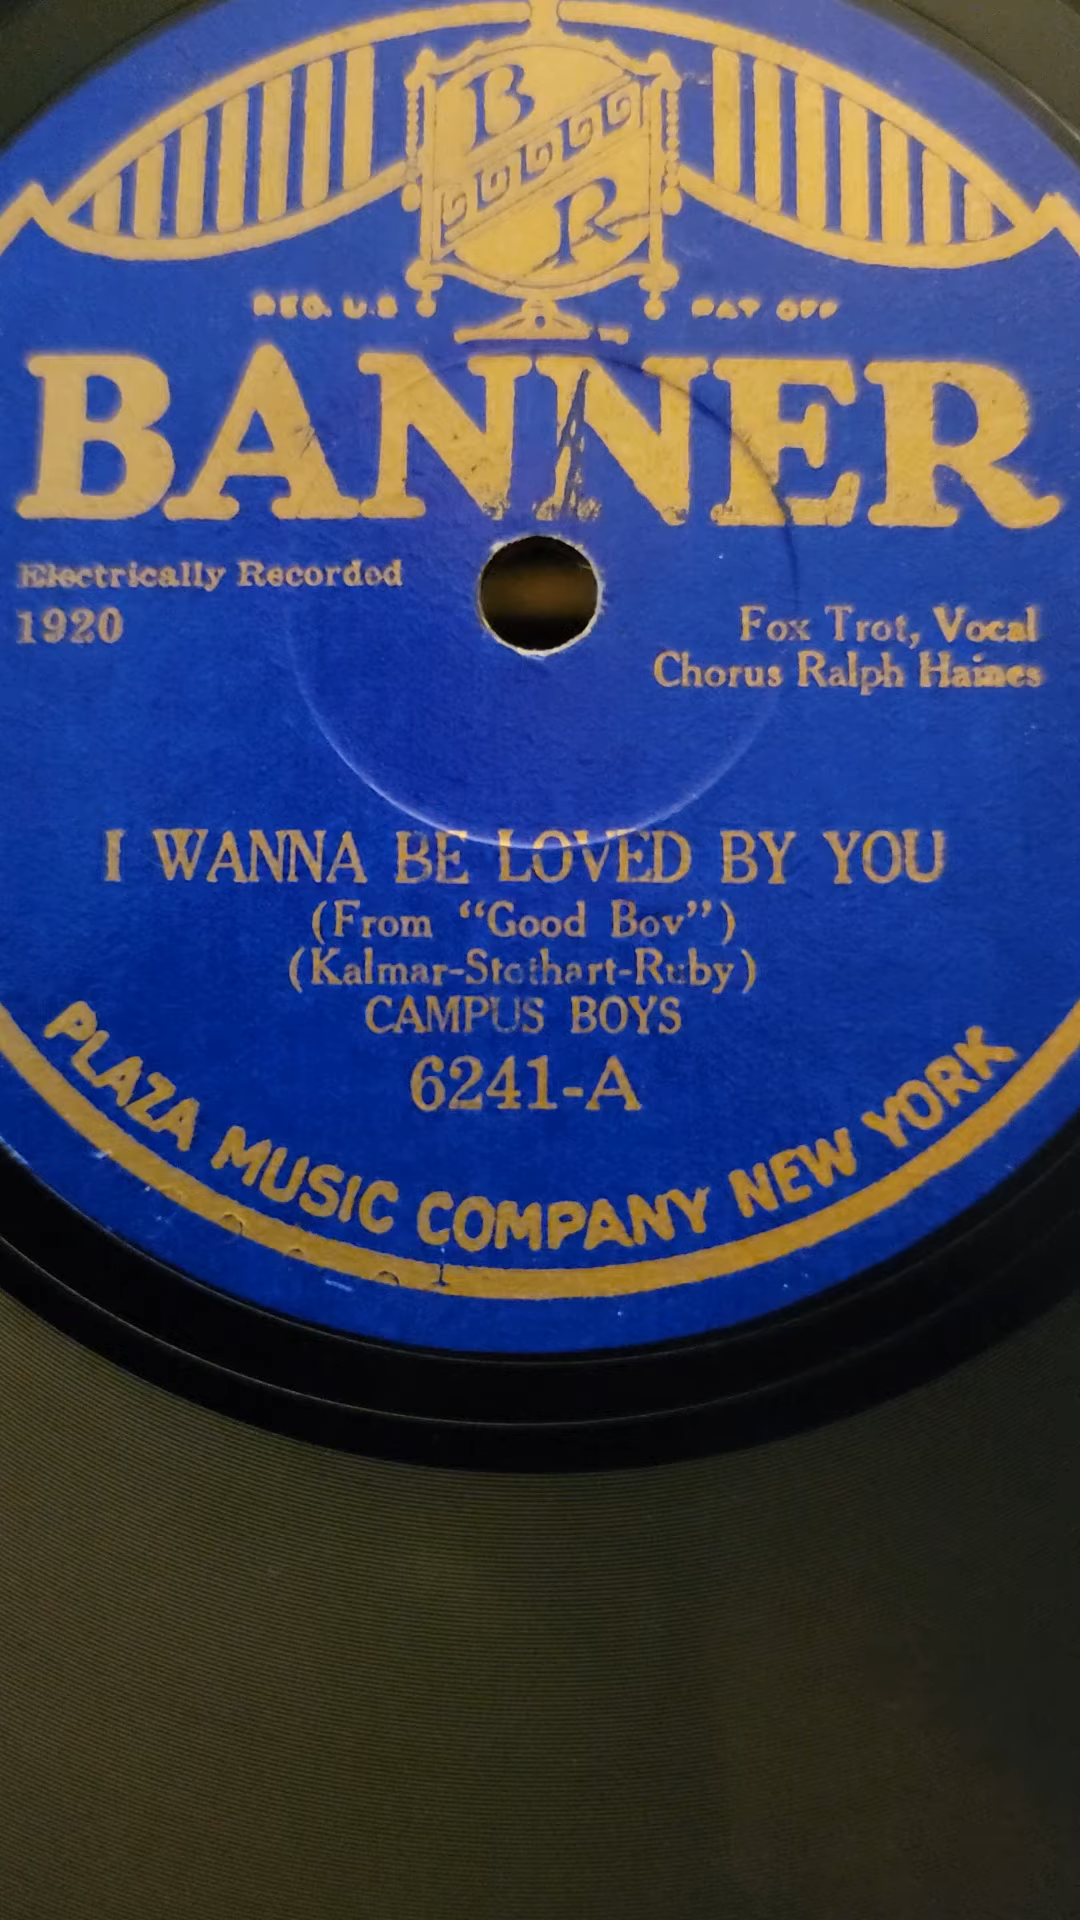 B
R
REG. U.S PAT OFF
BANNER
Electrically Recorded
1920
Fox Trot, Vocal
Chorus Ralph Haines
I WANNA BE LOVED BY YOU
(From “Good Boy”)
(Kalmar-Stothart-Ruby)
CAMPUS BOYS
6241-A
PLAZA MUSIC COMPANY NEW YORK